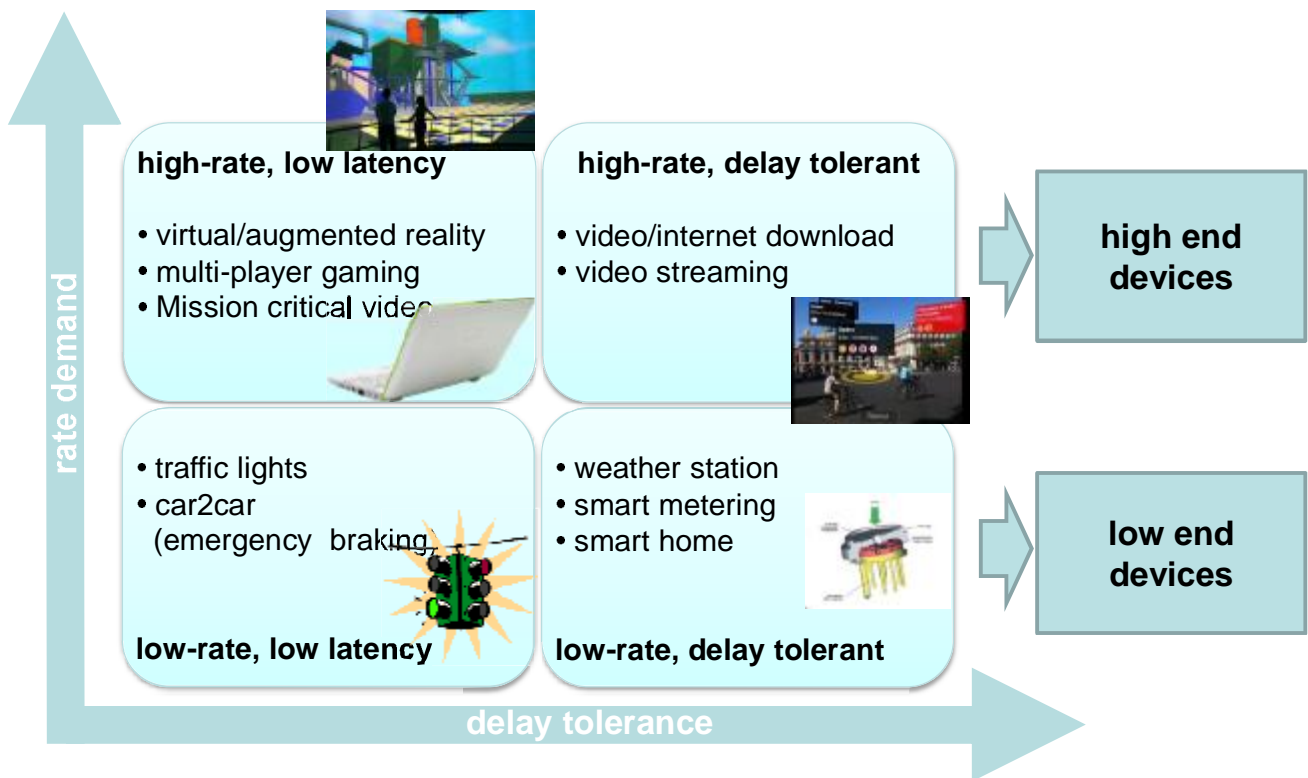 high-rate, low latency
• virtual/augmented reality
• multi-player gaming
• Mission critical video
high-rate, delay tolerant
• video/internet download
• video streaming
high end
devices
rate demand
• traffic lights
• car2car
(emergency braking)
low-rate, low latency
• weather station
• smart metering
• smart home
low-rate, delay tolerant
low end
devices
delay tolerance